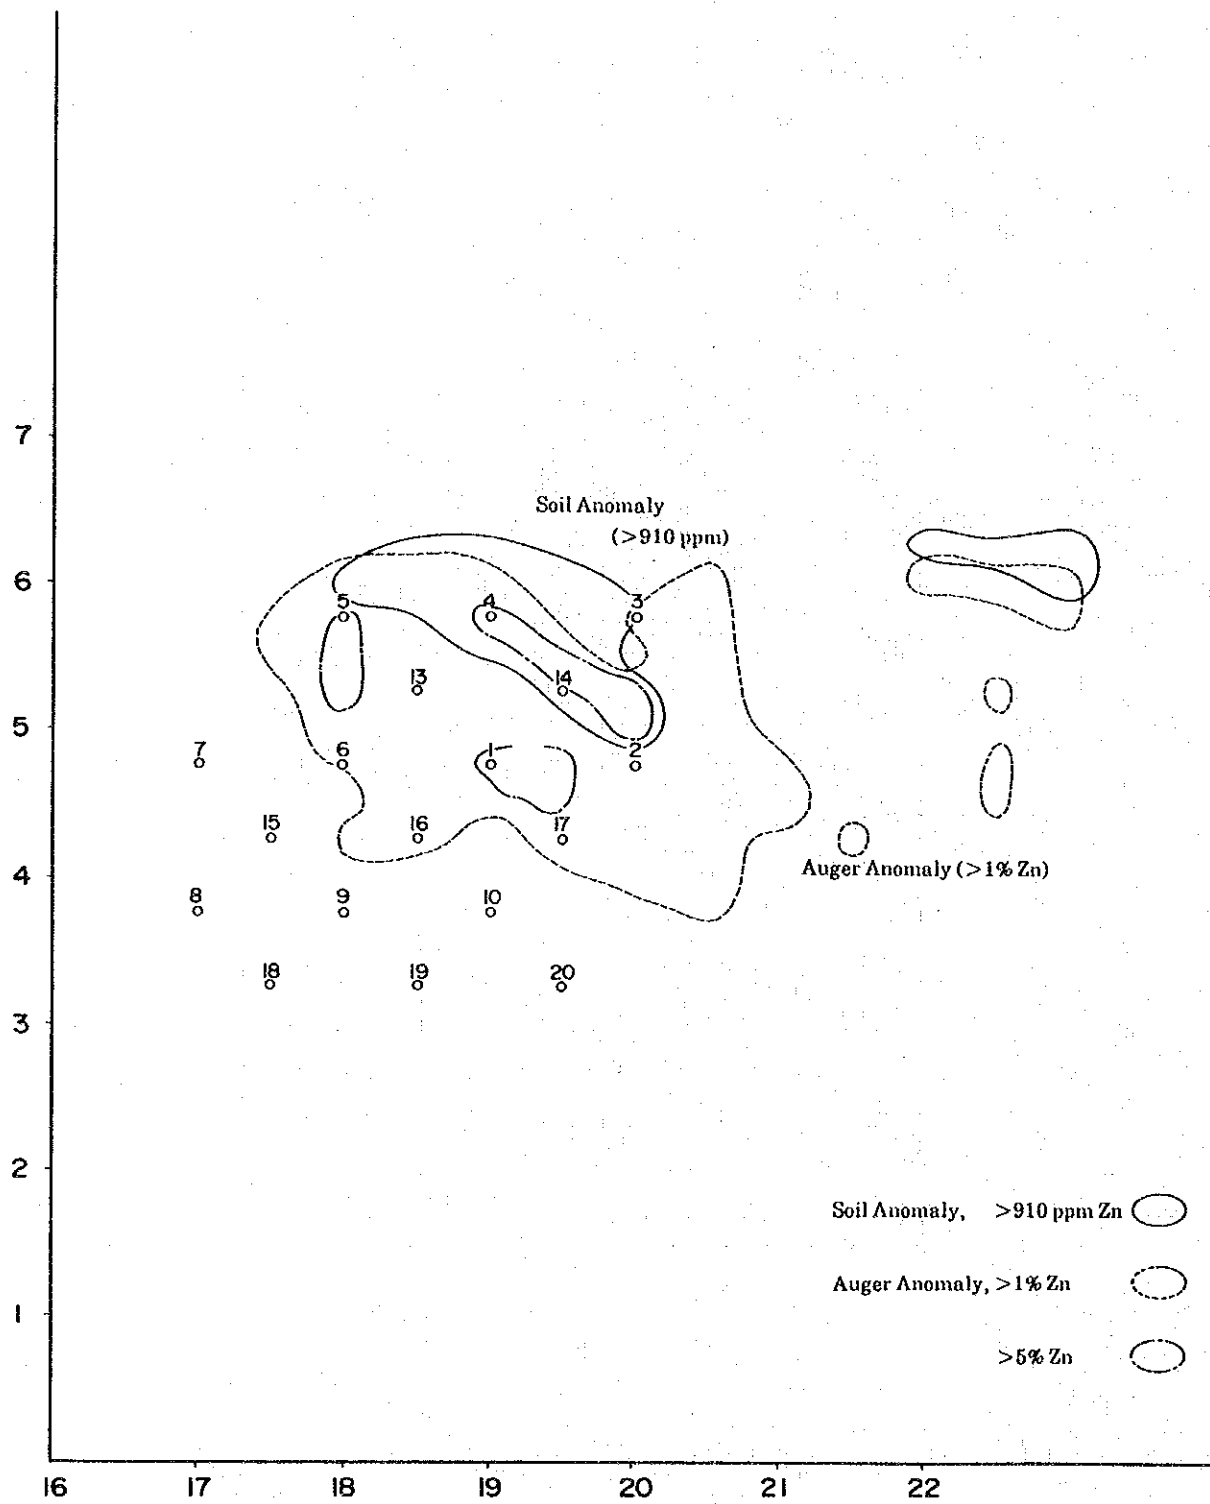 7
Soil Anomaly
(>910 ppm)
6
5 4 3
13 14
5
7 6 1 2
15 16 17
4
Auger Anomaly (>1% Zn)
8 9 10
18 19 20
3
2
Soil Anomaly, >910 ppm Zn
Auger Anomaly, >1% Zn
1
>5% Zn
16 17 18 19 20 21 22